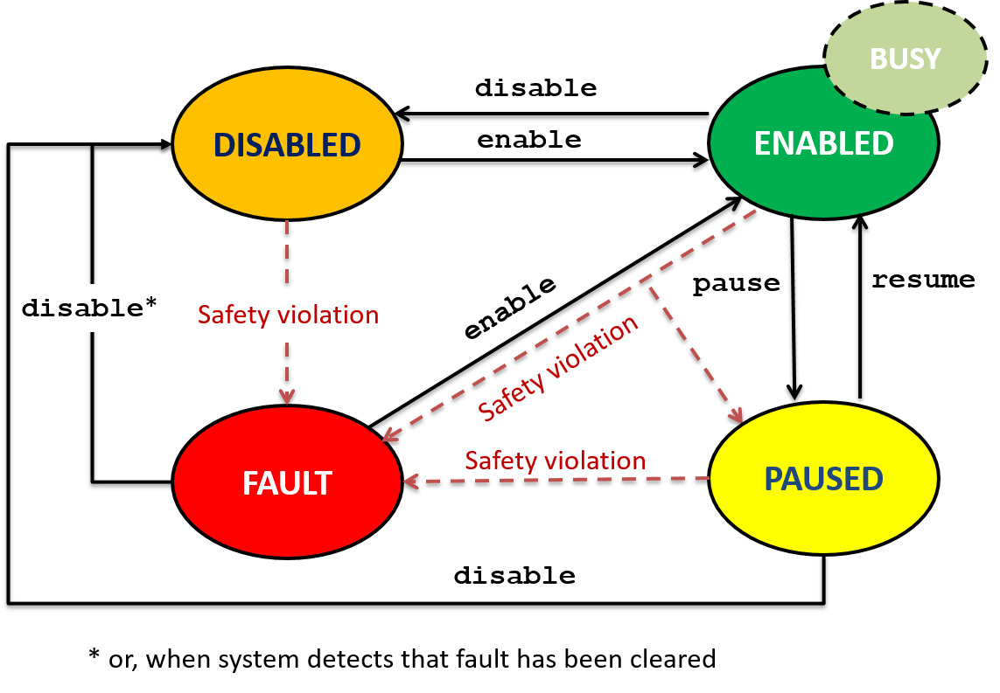 BUSY
disable
DISABLED
enable
ENABLED
pause
resume
disable*
Safety violation
enable
Safety violation
Safety violation
FAULT
PAUSED
disable
* or, when system detects that fault has been cleared